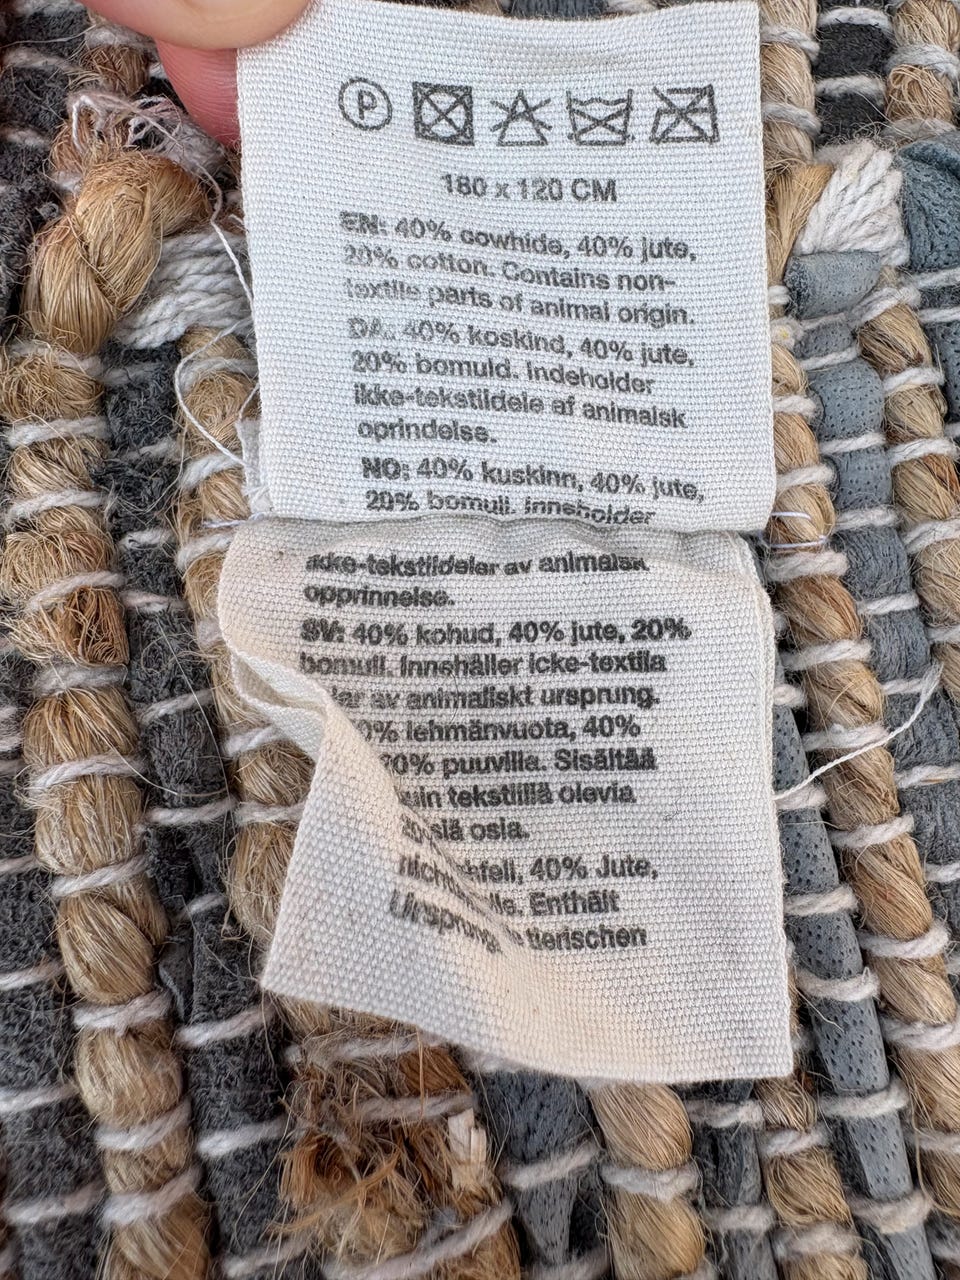 P
180 x 120 CM
EN: 40% cowhide, 40% jute,
20% cotton. Contains non-
textile parts of animal origin.
DA: 40% koskind, 40% jute,
20% bomuld. Indeholder
ikke-tekstildele af animalsk
oprindelse.
NO: 40% kuskinn, 40% jute,
20% bomull. Inneholder
ikke-tekstildeler av animalsk
opprinnelse.
SV: 40% kohud, 40% jute, 20%
bomull. Innehåller icke-textila
av animaliskt ursprung.
lehmänvuota, 40%
puuvilla. Sisältää
tekstiilillä olevia
osia.
40% Jute,
Enthält
tierischen
Ursprungs